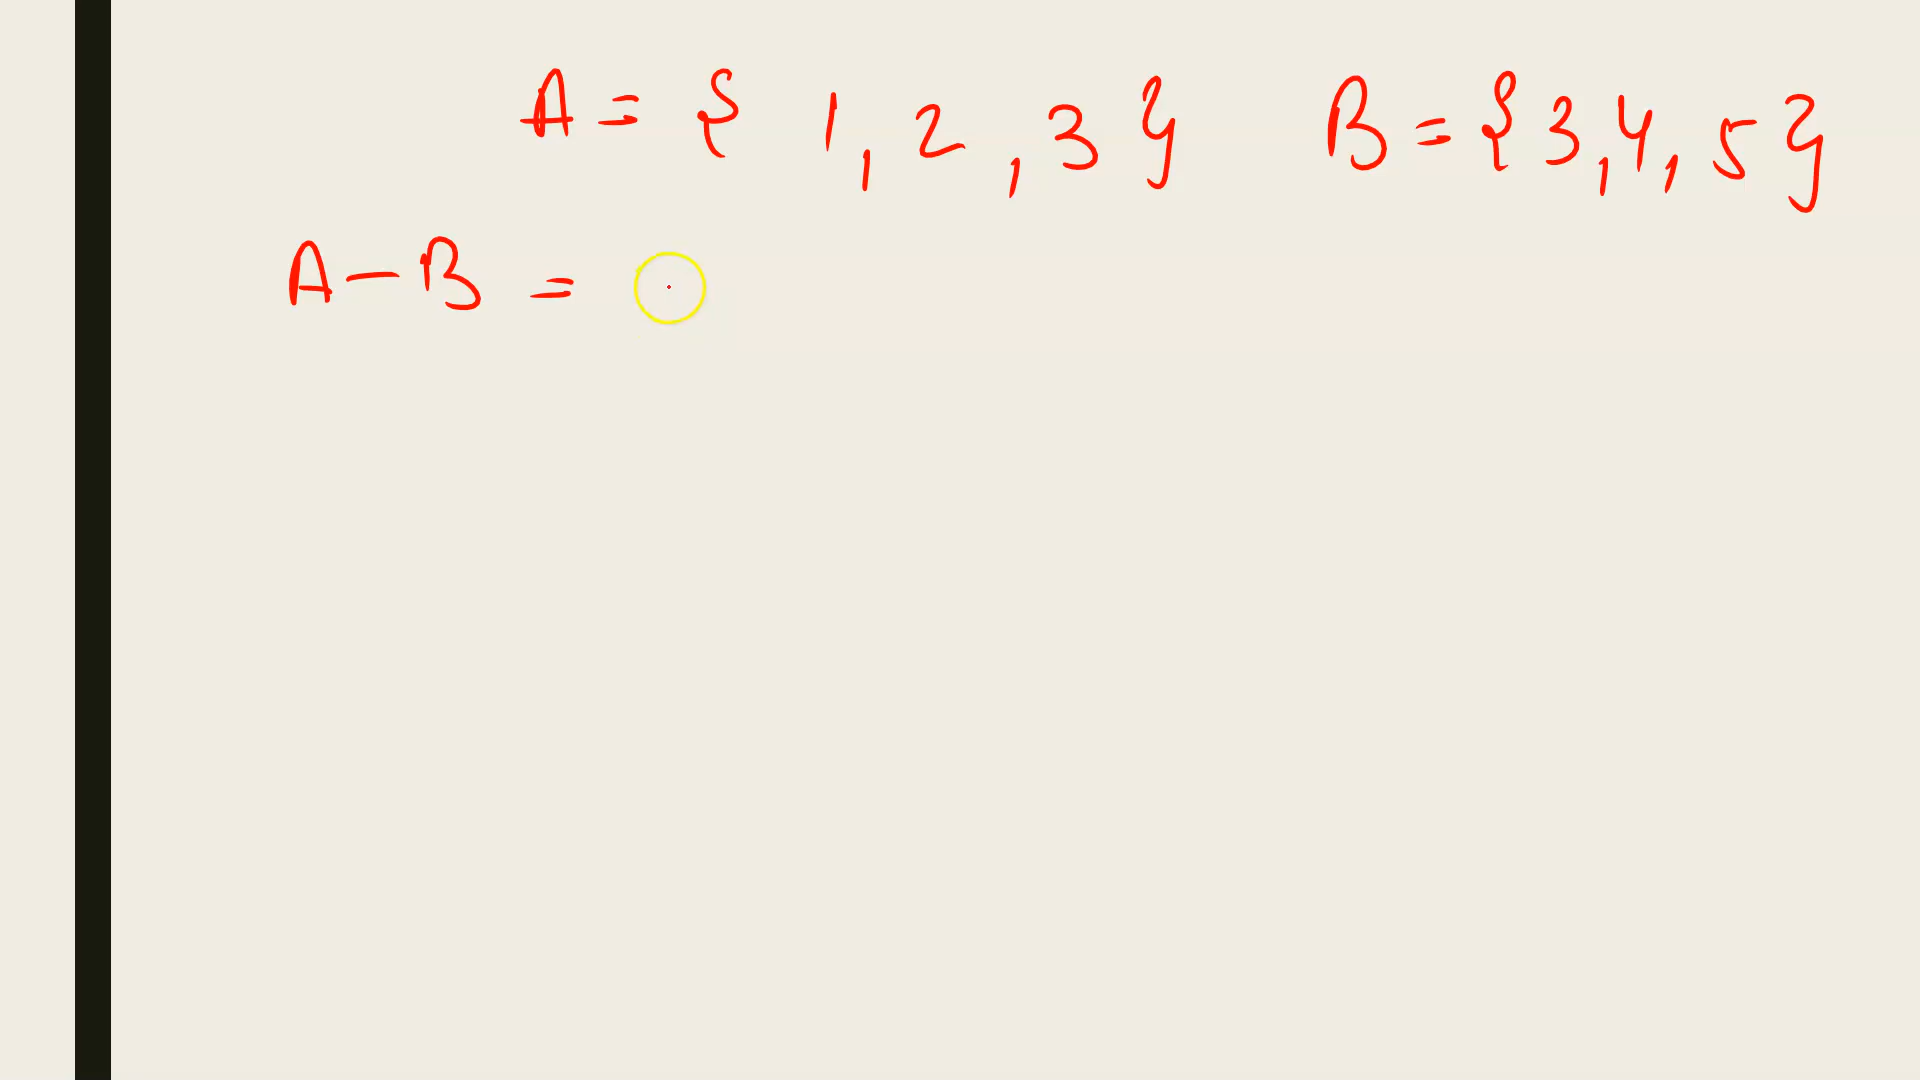 A = { 1, 2, 3 } B = { 3, 4, 5 }
A - B =